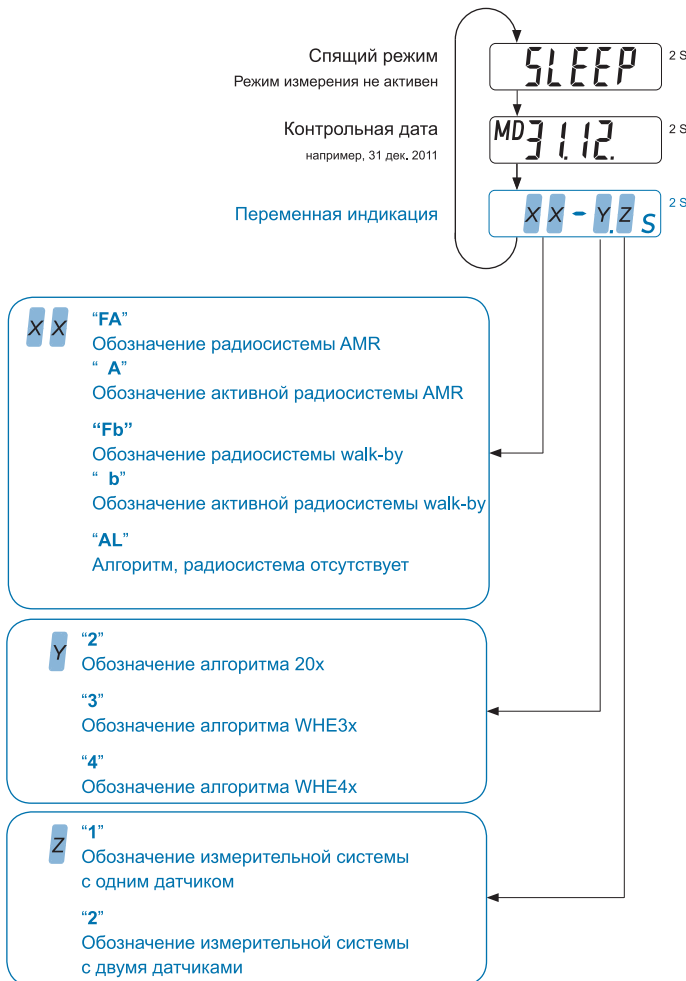 Спящий режим
Режим измерения не активен
SLEEP 2 S
Контрольная дата
например, 31 дек. 2011
MD 31.12. 2 S
Переменная индикация
X X - Y.Z S 2 S
X X
“FA”
Обозначение радиосистемы AMR
“ A”
Обозначение активной радиосистемы AMR
“Fb”
Обозначение радиосистемы walk-by
“ b”
Обозначение активной радиосистемы walk-by
“AL”
Алгоритм, радиосистема отсутствует
Y
“2”
Обозначение алгоритма 20x
“3”
Обозначение алгоритма WHE3x
“4”
Обозначение алгоритма WHE4x
Z
“1”
Обозначение измерительной системы
с одним датчиком
“2”
Обозначение измерительной системы
с двумя датчиками